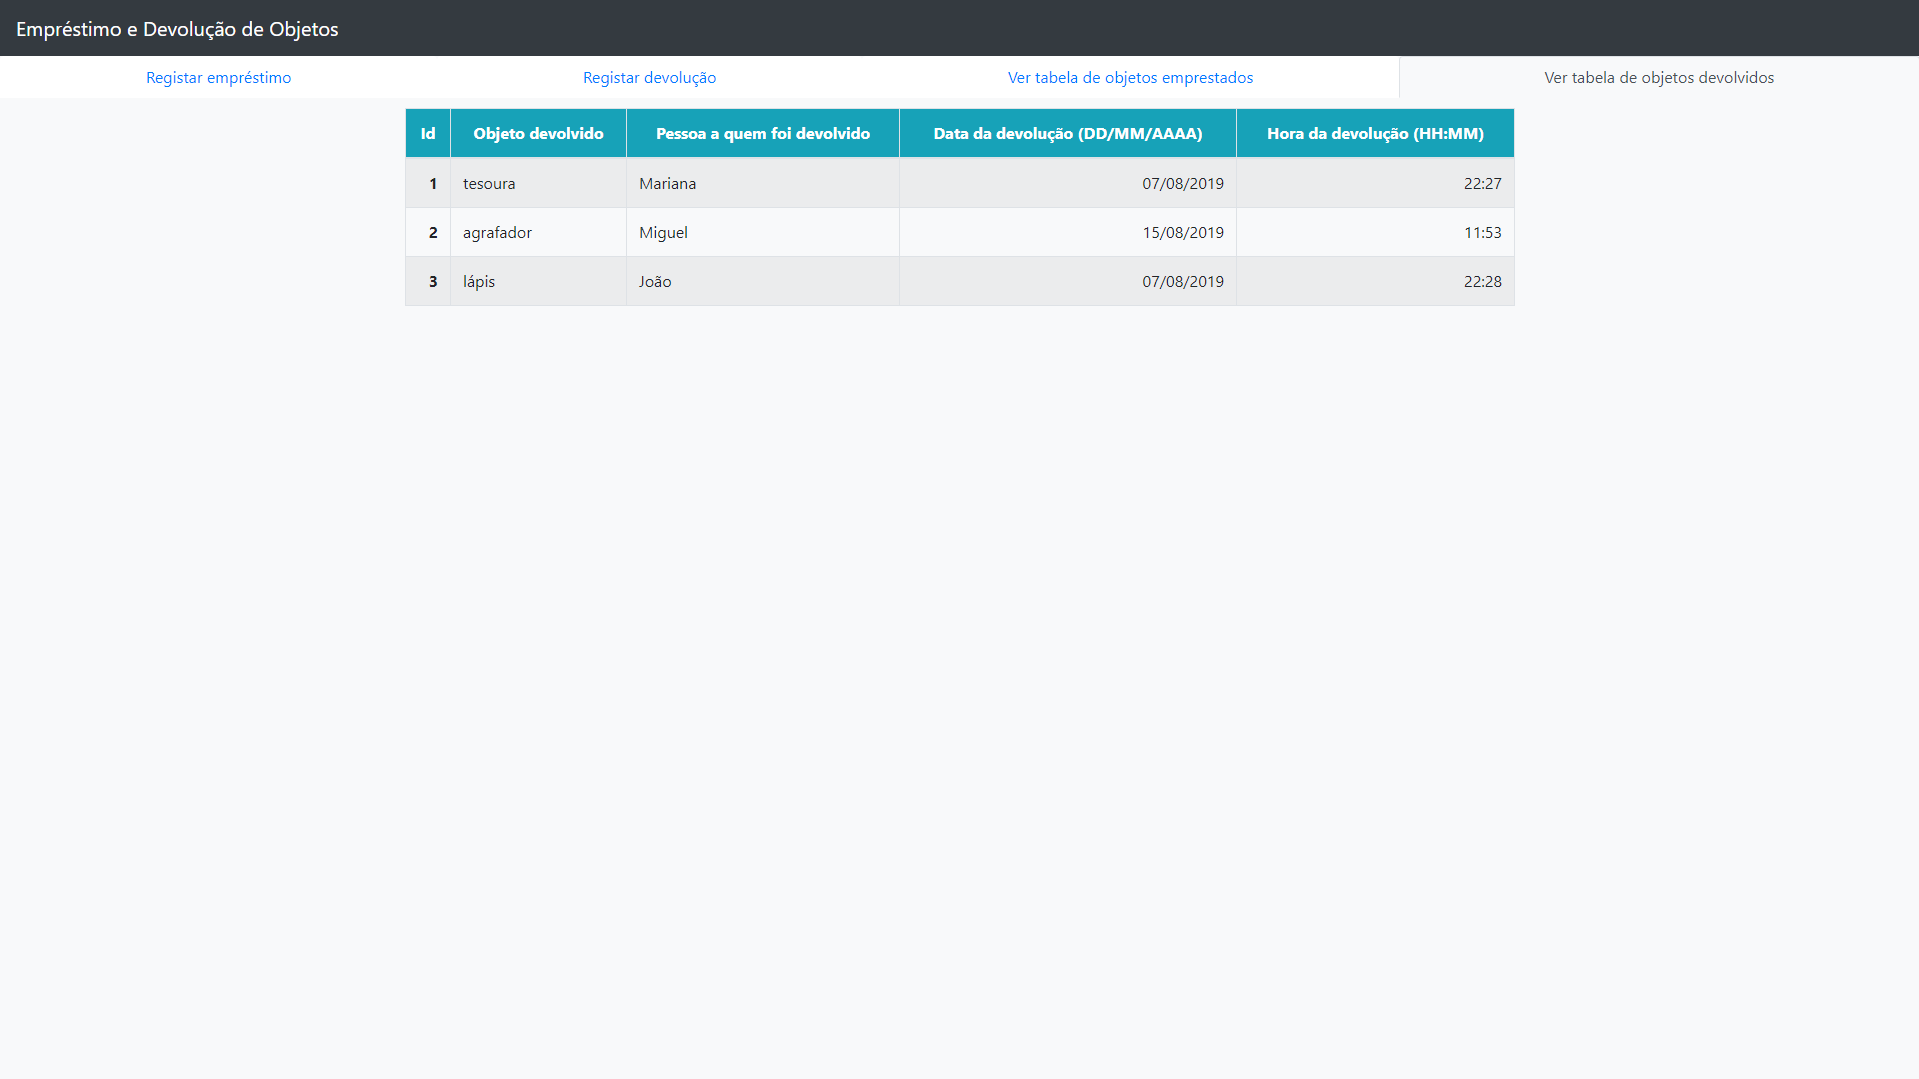 Empréstimo e Devolução de Objetos
Registar empréstimo Registar devolução Ver tabela de objetos emprestados Ver tabela de objetos devolvidos
Id Objeto devolvido Pessoa a quem foi devolvido Data da devolução (DD/MM/AAAA) Hora da devolução (HH:MM)
1 tesoura Mariana 07/08/2019 22:27
2 agrafador Miguel 15/08/2019 11:53
3 lápis João 07/08/2019 22:28